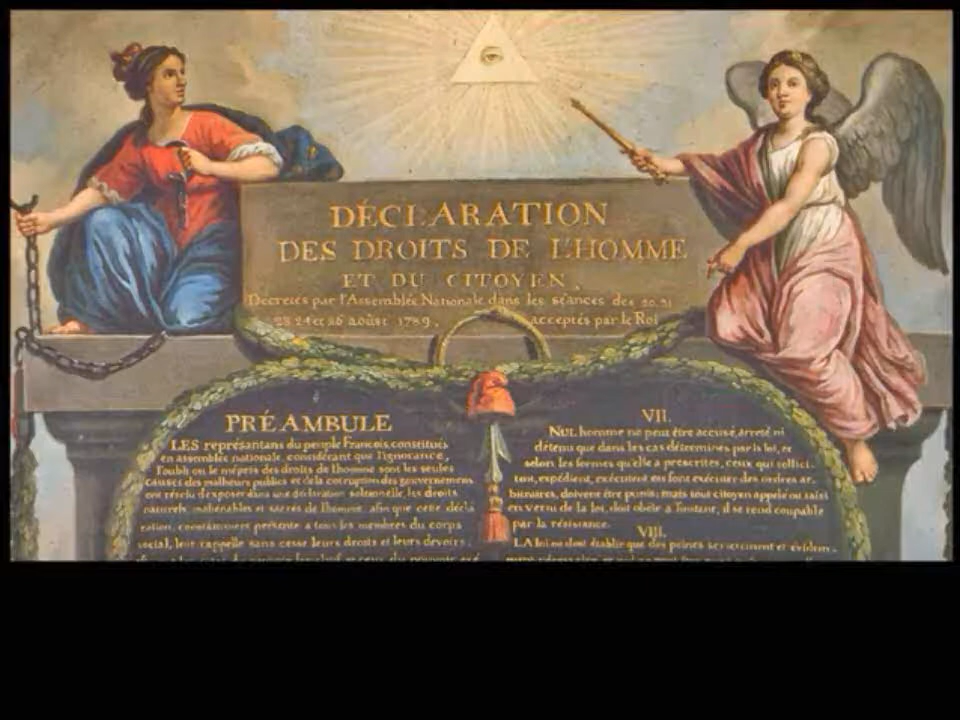 DÉCLARATION
DES DROITS DE L'HOMME
ET DU CITOYEN,
Décretés par l'Assemblée Nationale dans les séances des 20.21
23 24 et 26 août 1789, acceptés par le Roi
PRÉAMBULE
LES représantans du peuple Francois, constitués
en assemblée nationale, considérant que l'ignorance,
l'oubli ou le mépris des droits de l'homme sont les seules
causes des malheurs publics et de la corruption des gouvernemens
ont résolu d'exposer dans une déclaration solemnelle, les droits
naturels, inaliénables et sacrés de l'homme, afin que cette décla
ration, constamment présente a tous les membres du corps
social, leur rappelle sans cesse leurs droits et leurs devoirs,
VII.
NUL homme ne peut être accusé, arreté ni
détenu que dans les cas déterminés par la loi, et
selon les formes qu'elle a prescrites, ceux qui sollici-
tent, expédient, exécutent ou font exécuter des ordres ar-
bitraires, doivent être punis; mais tout citoyen appelé ou saisi
en vertu de la loi, doit obéir a l'instant, il se rend coupable
par la résistance.
VIII.
LA loi ne doit établir que des peines strictement et évidem-